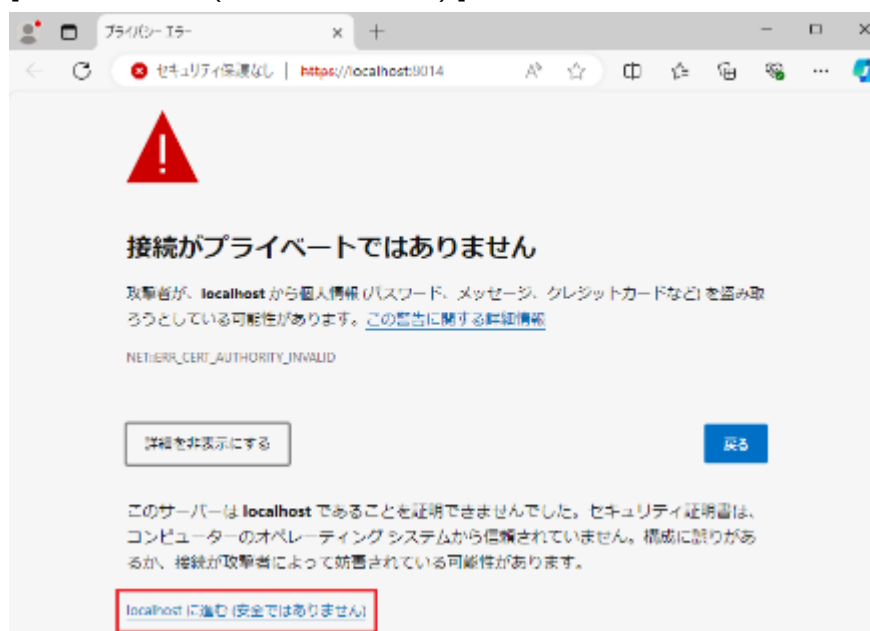 プライバシー エラー
セキュリティ保護なし | https://localhost:8014
接続がプライベートではありません
攻撃者が、localhost から個人情報 (パスワード、メッセージ、クレジットカードなど) を盗み取
ろうとしている可能性があります。この警告に関する詳細情報
NET::ERR_CERT_AUTHORITY_INVALID
詳細を非表示にする
戻る
このサーバーは localhost であることを証明できませんでした。セキュリティ証明書は、
コンピューターのオペレーティング システムから信頼されていません。構成に誤りがあ
るか、接続が攻撃者によって妨害されている可能性があります。
localhost に進む (安全ではありません)